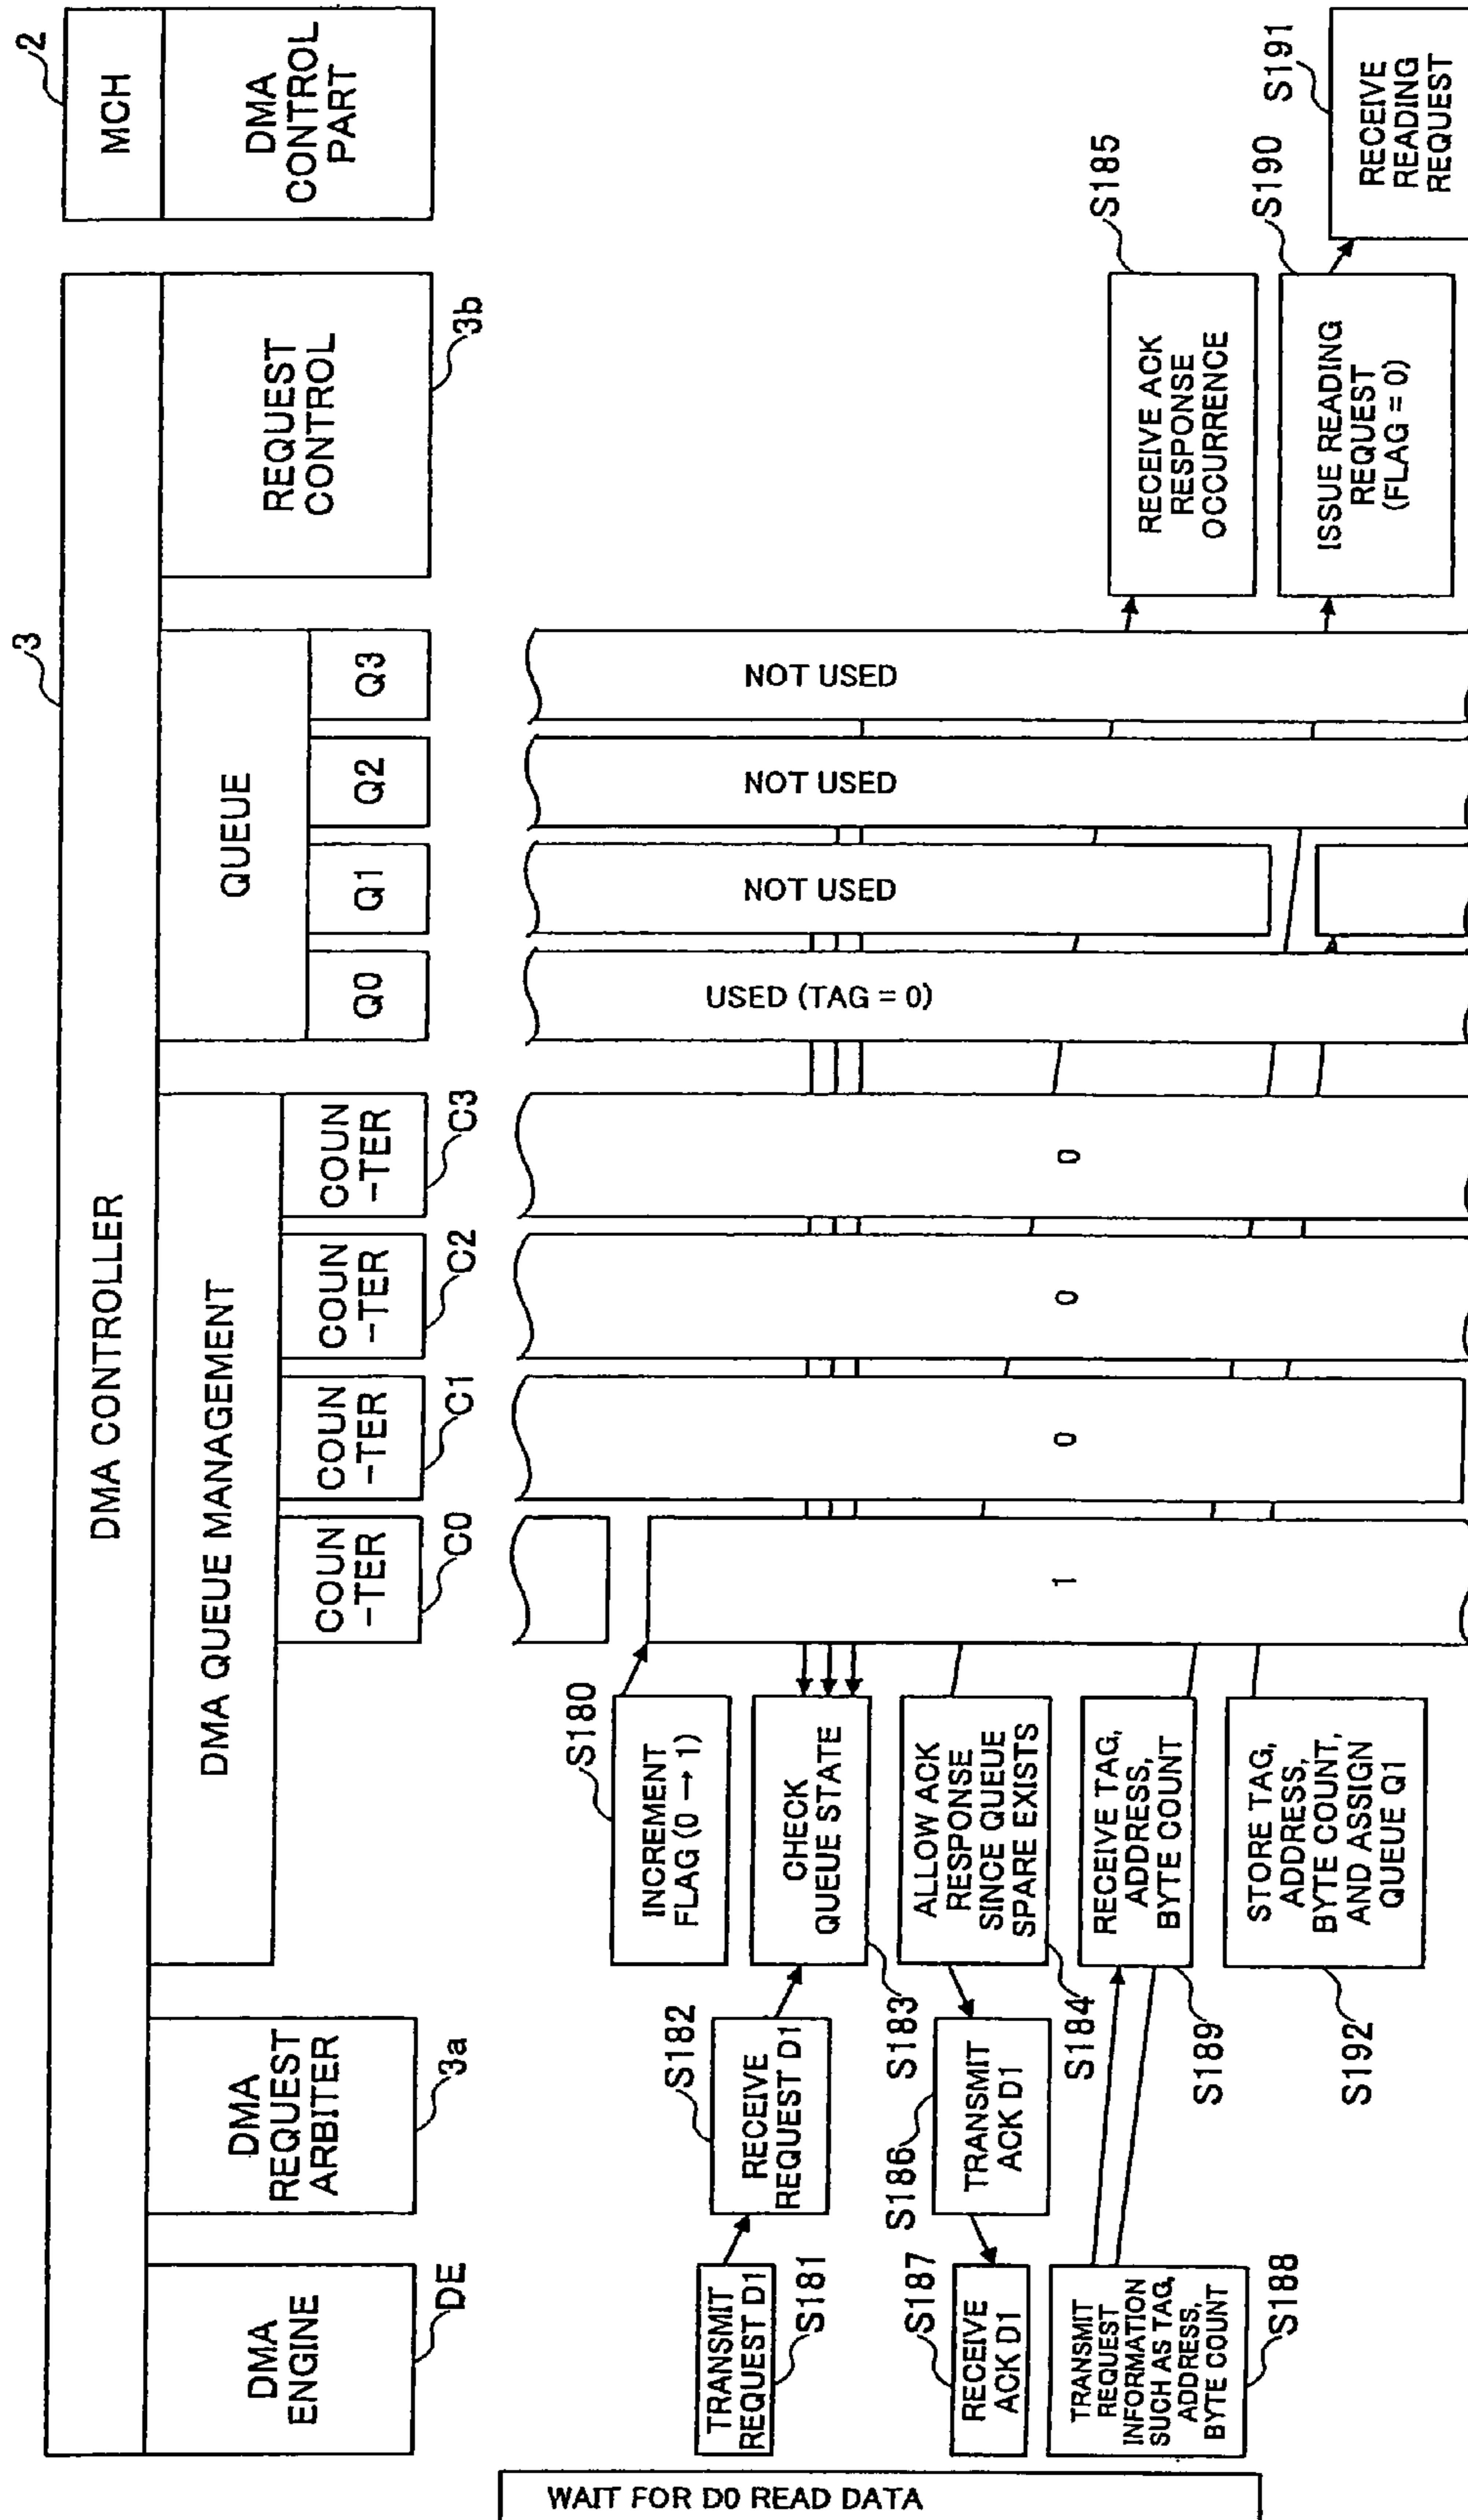 DMA CONTROLLER
3
MCH
2
DMA
ENGINE
DE
DMA
REQUEST
ARBITER
3a
DMA QUEUE MANAGEMENT
COUN
-TER
C0
COUN
-TER
C1
COUN
-TER
C2
COUN
-TER
C3
QUEUE
Q0
Q1
Q2
Q3
REQUEST
CONTROL
3b
DMA
CONTROL
PART
WAIT FOR D0 READ DATA
INCREMENT
FLAG (0 → 1)
S180
TRANSMIT
REQUEST D1
S181
RECEIVE
REQUEST D1
S182
CHECK
QUEUE STATE
S183
ALLOW ACK
RESPONSE
SINCE QUEUE
SPARE EXISTS
S184
RECEIVE ACK
RESPONSE
OCCURRENCE
S185
TRANSMIT
ACK D1
S186
RECEIVE
ACK D1
S187
TRANSMIT
REQUEST
INFORMATION
SUCH AS TAG,
ADDRESS,
BYTE COUNT
S188
RECEIVE TAG,
ADDRESS,
BYTE COUNT
S189
ISSUE READING
REQUEST
(FLAG = 0)
S190
RECEIVE
READING
REQUEST
S191
STORE TAG,
ADDRESS,
BYTE COUNT,
AND ASSIGN
QUEUE Q1
S192
1
0
0
0
USED (TAG = 0)
NOT USED
NOT USED
NOT USED